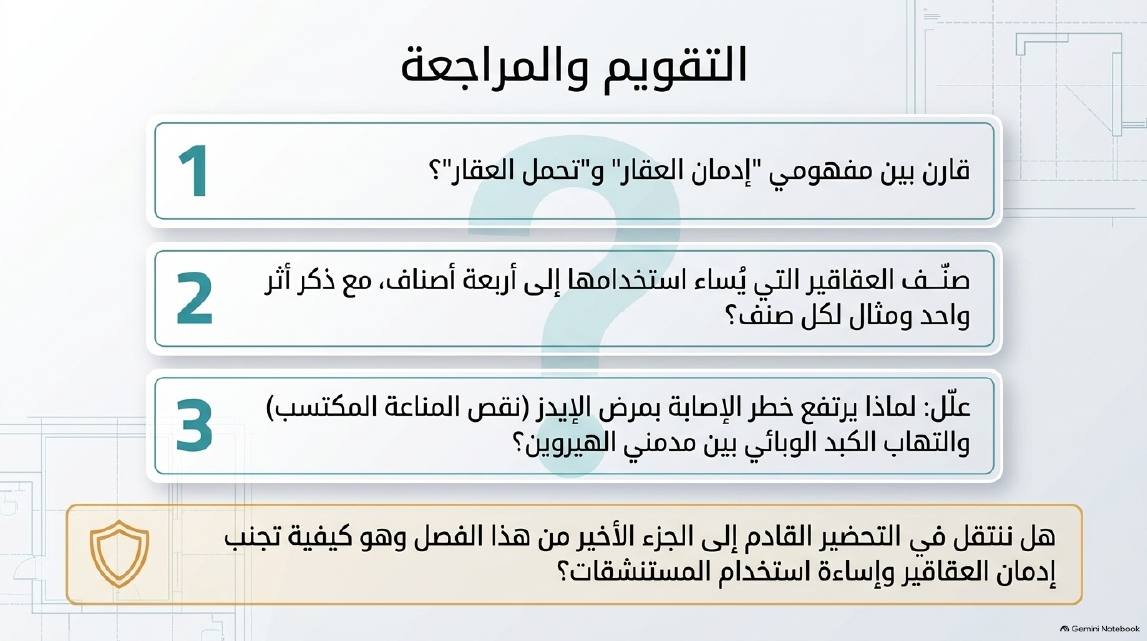 التقويم والمراجعة
1
قارن بين مفهومي "إدمان العقار" و"تحمل العقار"؟
2
صنّــف العقاقير التي يُساء استخدامها إلى أربعة أصناف، مع ذكر أثر
واحد ومثال لكل صنف؟
3
علّل: لماذا يرتفع خطر الإصابة بمرض الإيدز (نقص المناعة المكتسب)
والتهاب الكبد الوبائي بين مدمني الهيروين؟
هل ننتقل في التحضير القادم إلى الجزء الأخير من هذا الفصل وهو كيفية تجنب
إدمان العقاقير وإساءة استخدام المستنشقات؟
Gemini Notebook